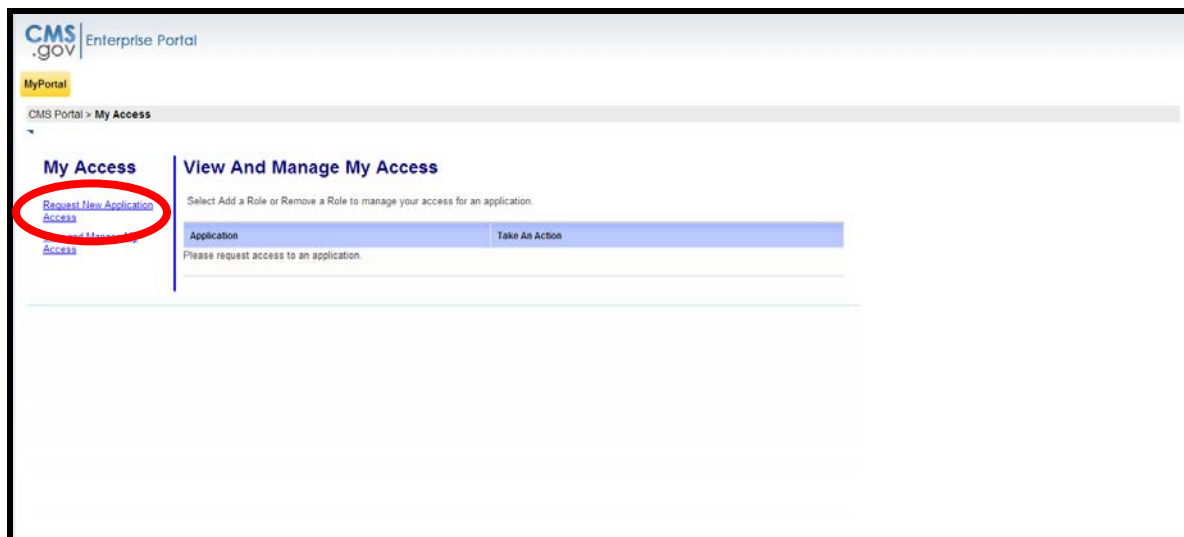 CMS
.gov
Enterprise Portal
MyPortal
CMS Portal > My Access
My Access
Request New Application
Access
Access
View And Manage My Access
Select Add a Role or Remove a Role to manage your access for an application.
Application Take An Action
Please request access to an application.